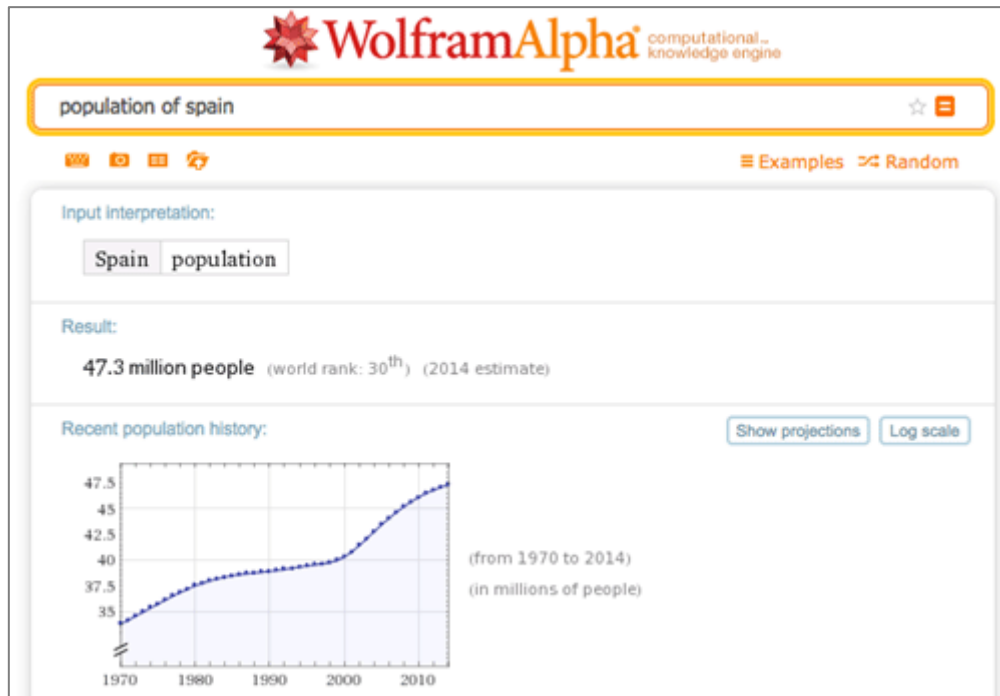 WolframAlpha computational... knowledge engine
population of spain
Examples Random
Input interpretation:
Spain population
Result:
47.3 million people (world rank: 30th) (2014 estimate)
Recent population history:
Show projections Log scale
47.5
45
42.5
40
37.5
35
(from 1970 to 2014)
(in millions of people)
1970 1980 1990 2000 2010